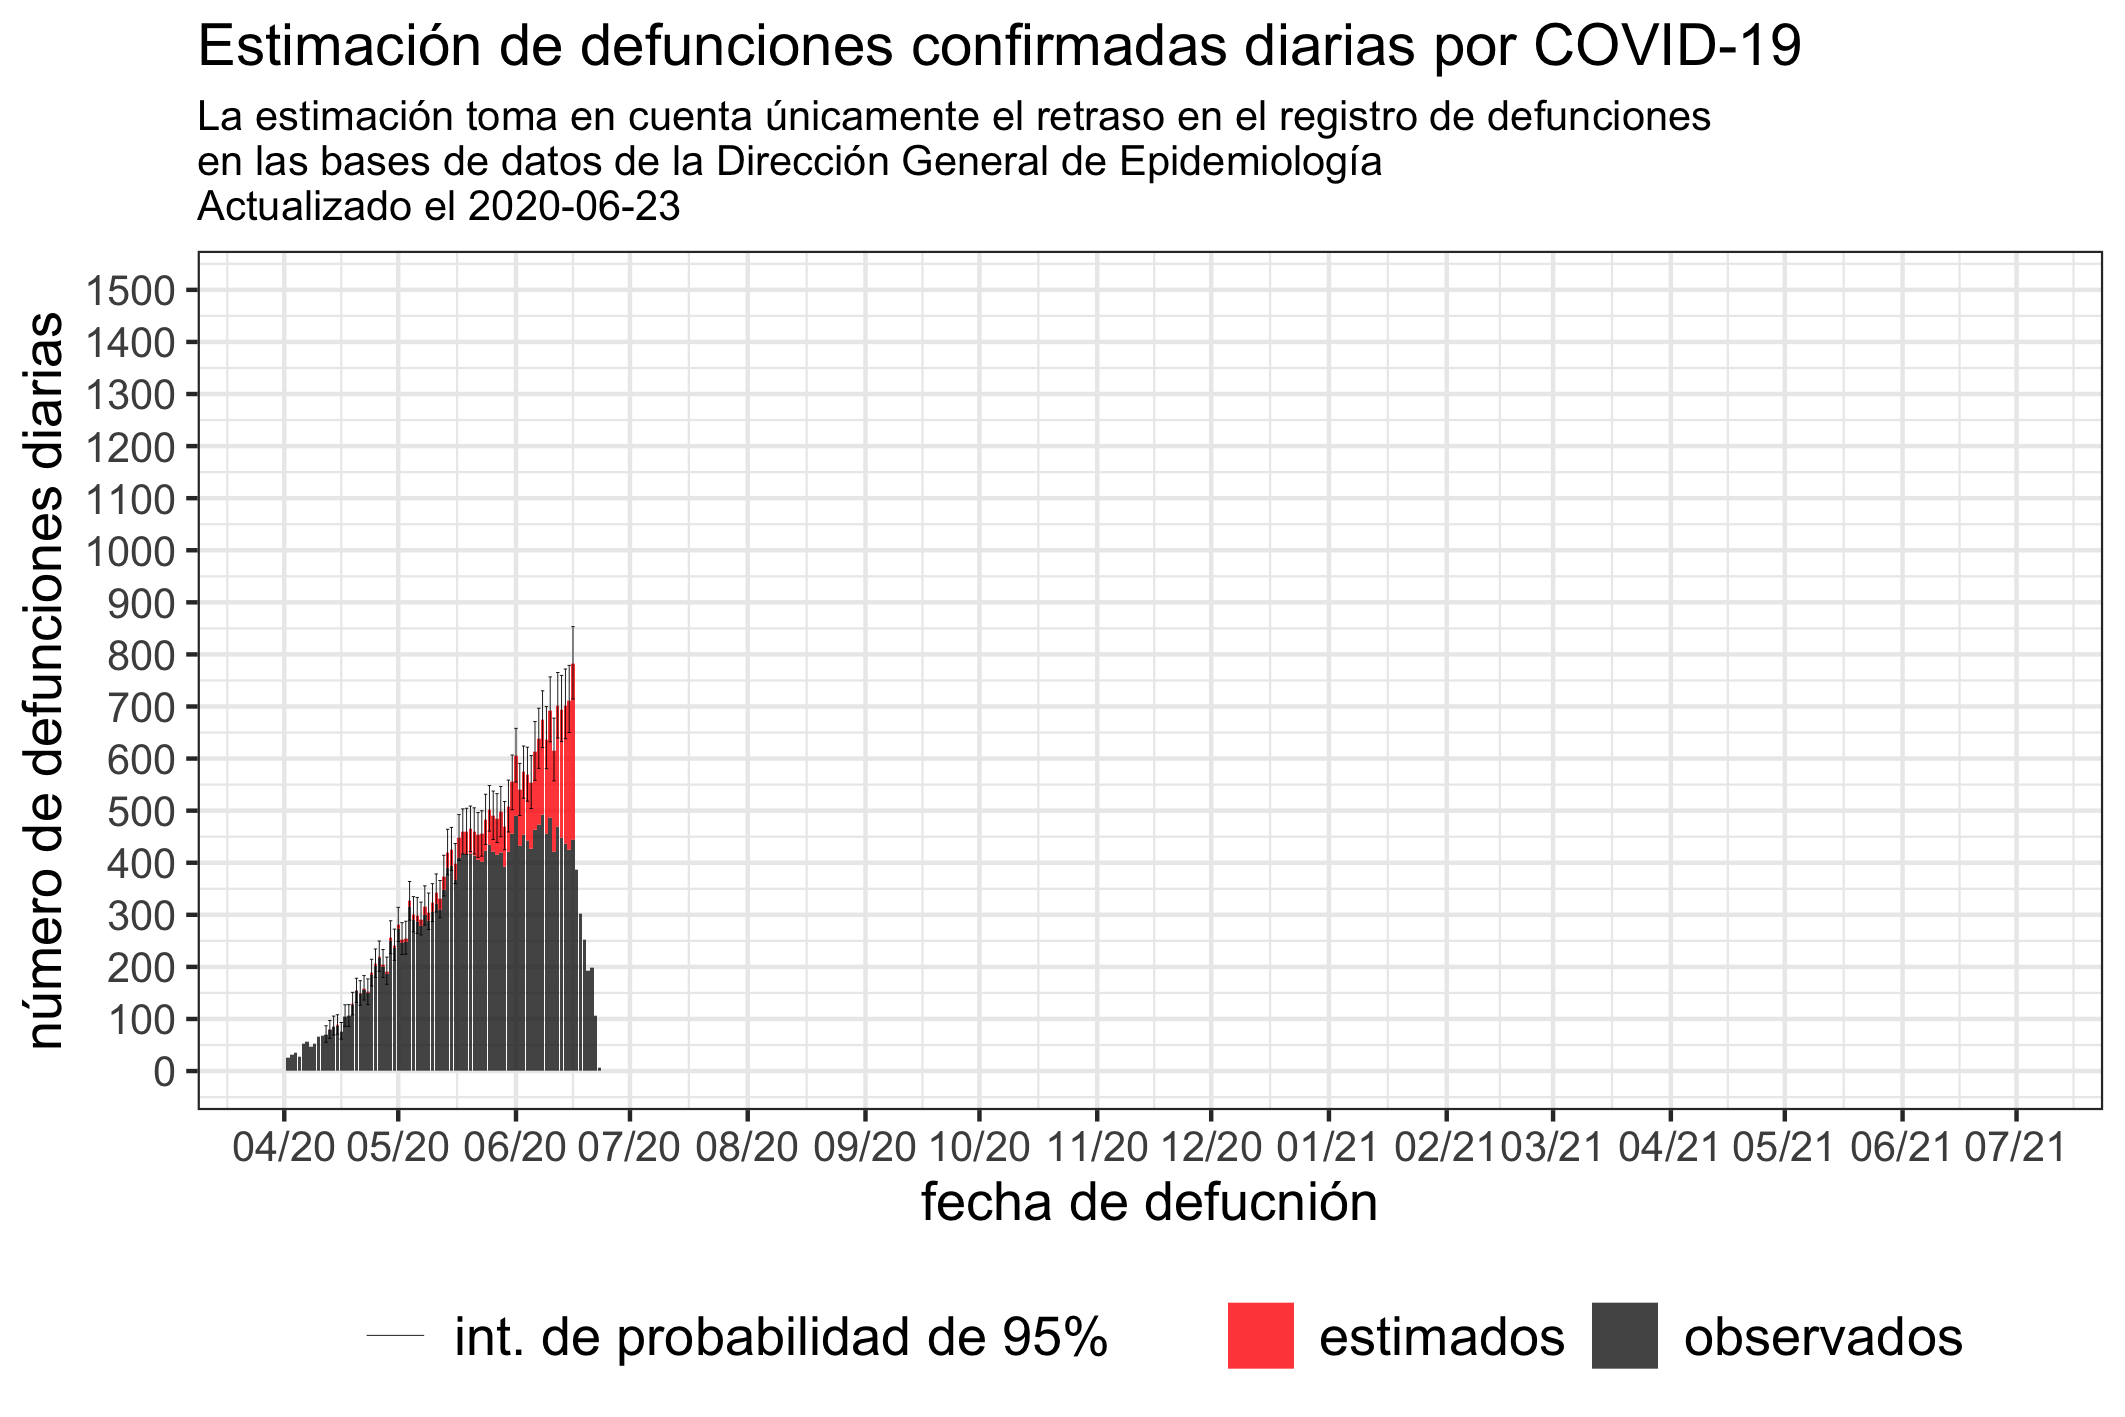 Estimación de defunciones confirmadas diarias por COVID-19
La estimación toma en cuenta únicamente el retraso en el registro de defunciones
en las bases de datos de la Dirección General de Epidemiología
Actualizado el 2020-06-23
número de defunciones diarias
1500
1400
1300
1200
1100
1000
900
800
700
600
500
400
300
200
100
0
04/20 05/20 06/20 07/20 08/20 09/20 10/20 11/20 12/20 01/21 02/21 03/21 04/21 05/21 06/21 07/21
fecha de defucnión
int. de probabilidad de 95% estimados observados